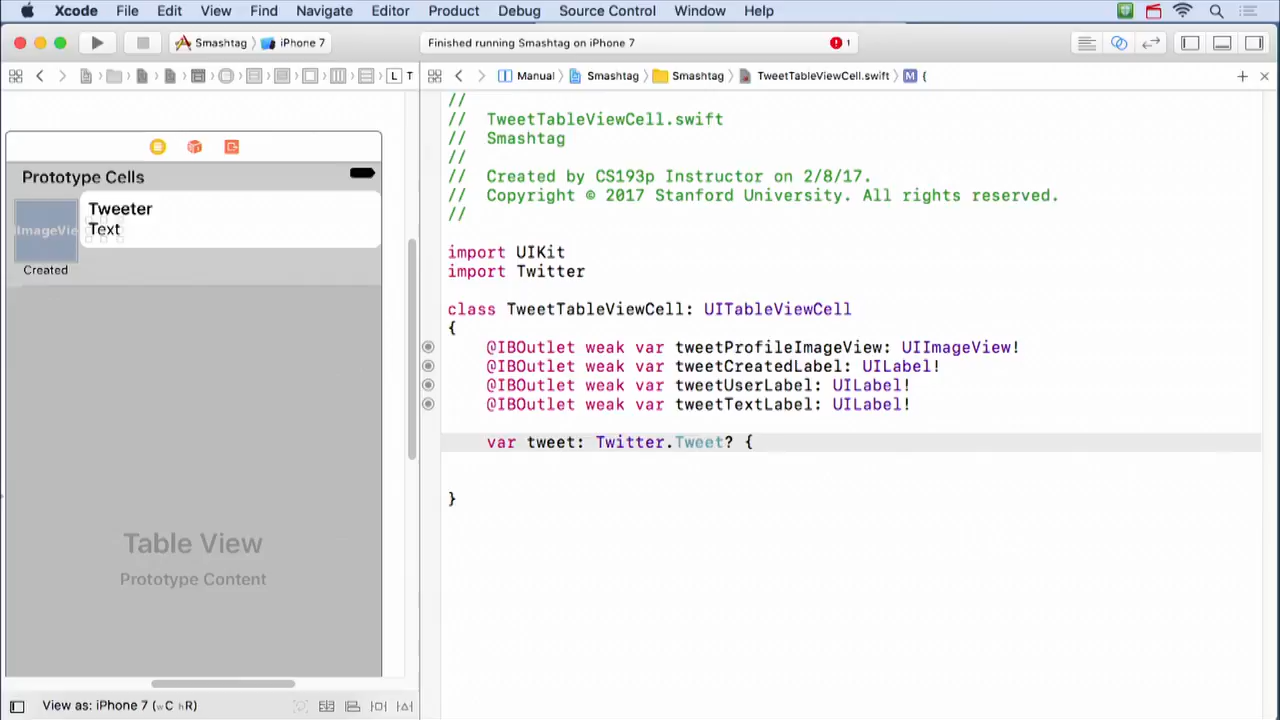 Xcode File Edit View Find Navigate Editor Product Debug Source Control Window Help
Smashtag iPhone 7 Finished running Smashtag on iPhone 7 1
L T Manual Smashtag Smashtag TweetTableViewCell.swift M {
Prototype Cells
Tweeter
Text
Created
Table View
Prototype Content
View as: iPhone 7 (wC hR)
//
// TweetTableViewCell.swift
// Smashtag
//
// Created by CS193p Instructor on 2/8/17.
// Copyright © 2017 Stanford University. All rights reserved.
//
import UIKit
import Twitter
class TweetTableViewCell: UITableViewCell
{
@IBOutlet weak var tweetProfileImageView: UIImageView!
@IBOutlet weak var tweetCreatedLabel: UILabel!
@IBOutlet weak var tweetUserLabel: UILabel!
@IBOutlet weak var tweetTextLabel: UILabel!
var tweet: Twitter.Tweet? {
}